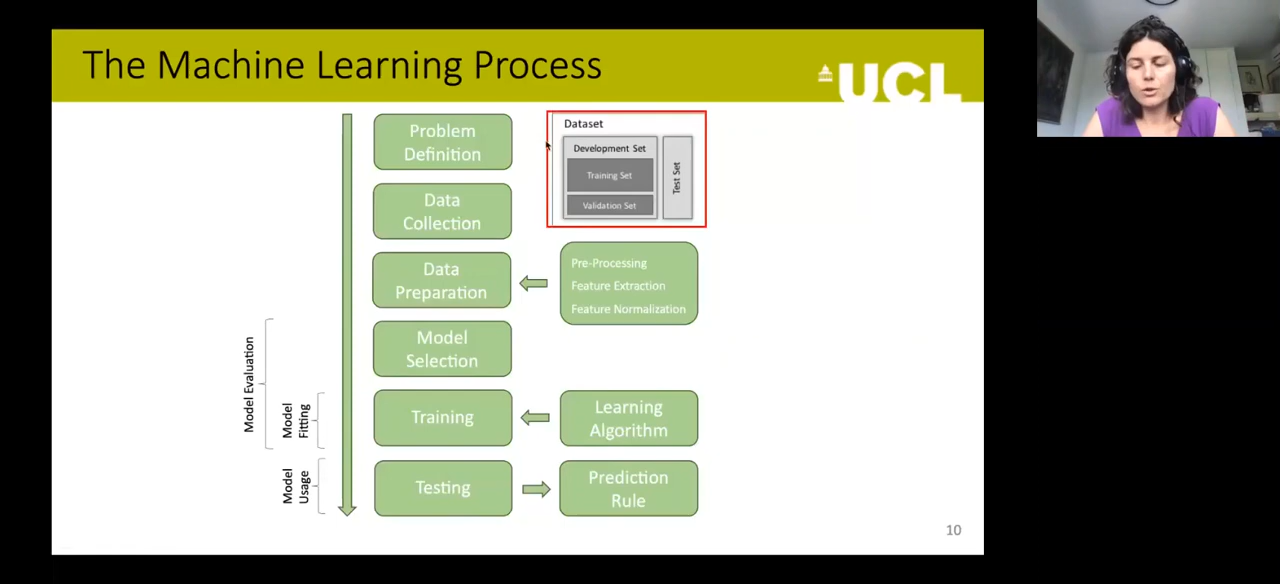 The Machine Learning Process
UCL
Problem
Definition
Dataset
Development Set
Training Set
Validation Set
Test Set
Data
Collection
Data
Preparation
Pre-Processing
Feature Extraction
Feature Normalization
Model
Selection
Model Evaluation
Model
Fitting
Training
Learning
Algorithm
Model
Usage
Testing
Prediction
Rule
10